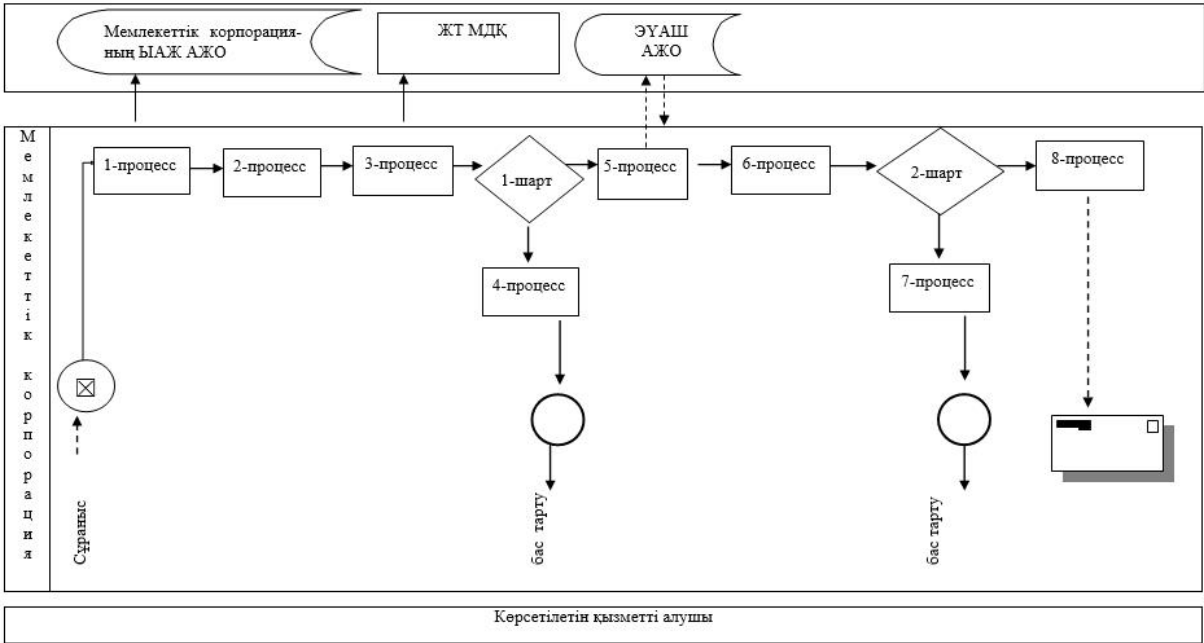 Мемлекеттік корпорация-
ның ЫАЖ АЖО
ЖТ МДҚ
ЭҮАШ
АЖО
Мемлекеттік корпорация
1-процесс
2-процесс
3-процесс
1-шарт
5-процесс
6-процесс
2-шарт
8-процесс
4-процесс
7-процесс
Сұраныс
бас тарту
бас тарту
Көрсетілетін қызметті алушы